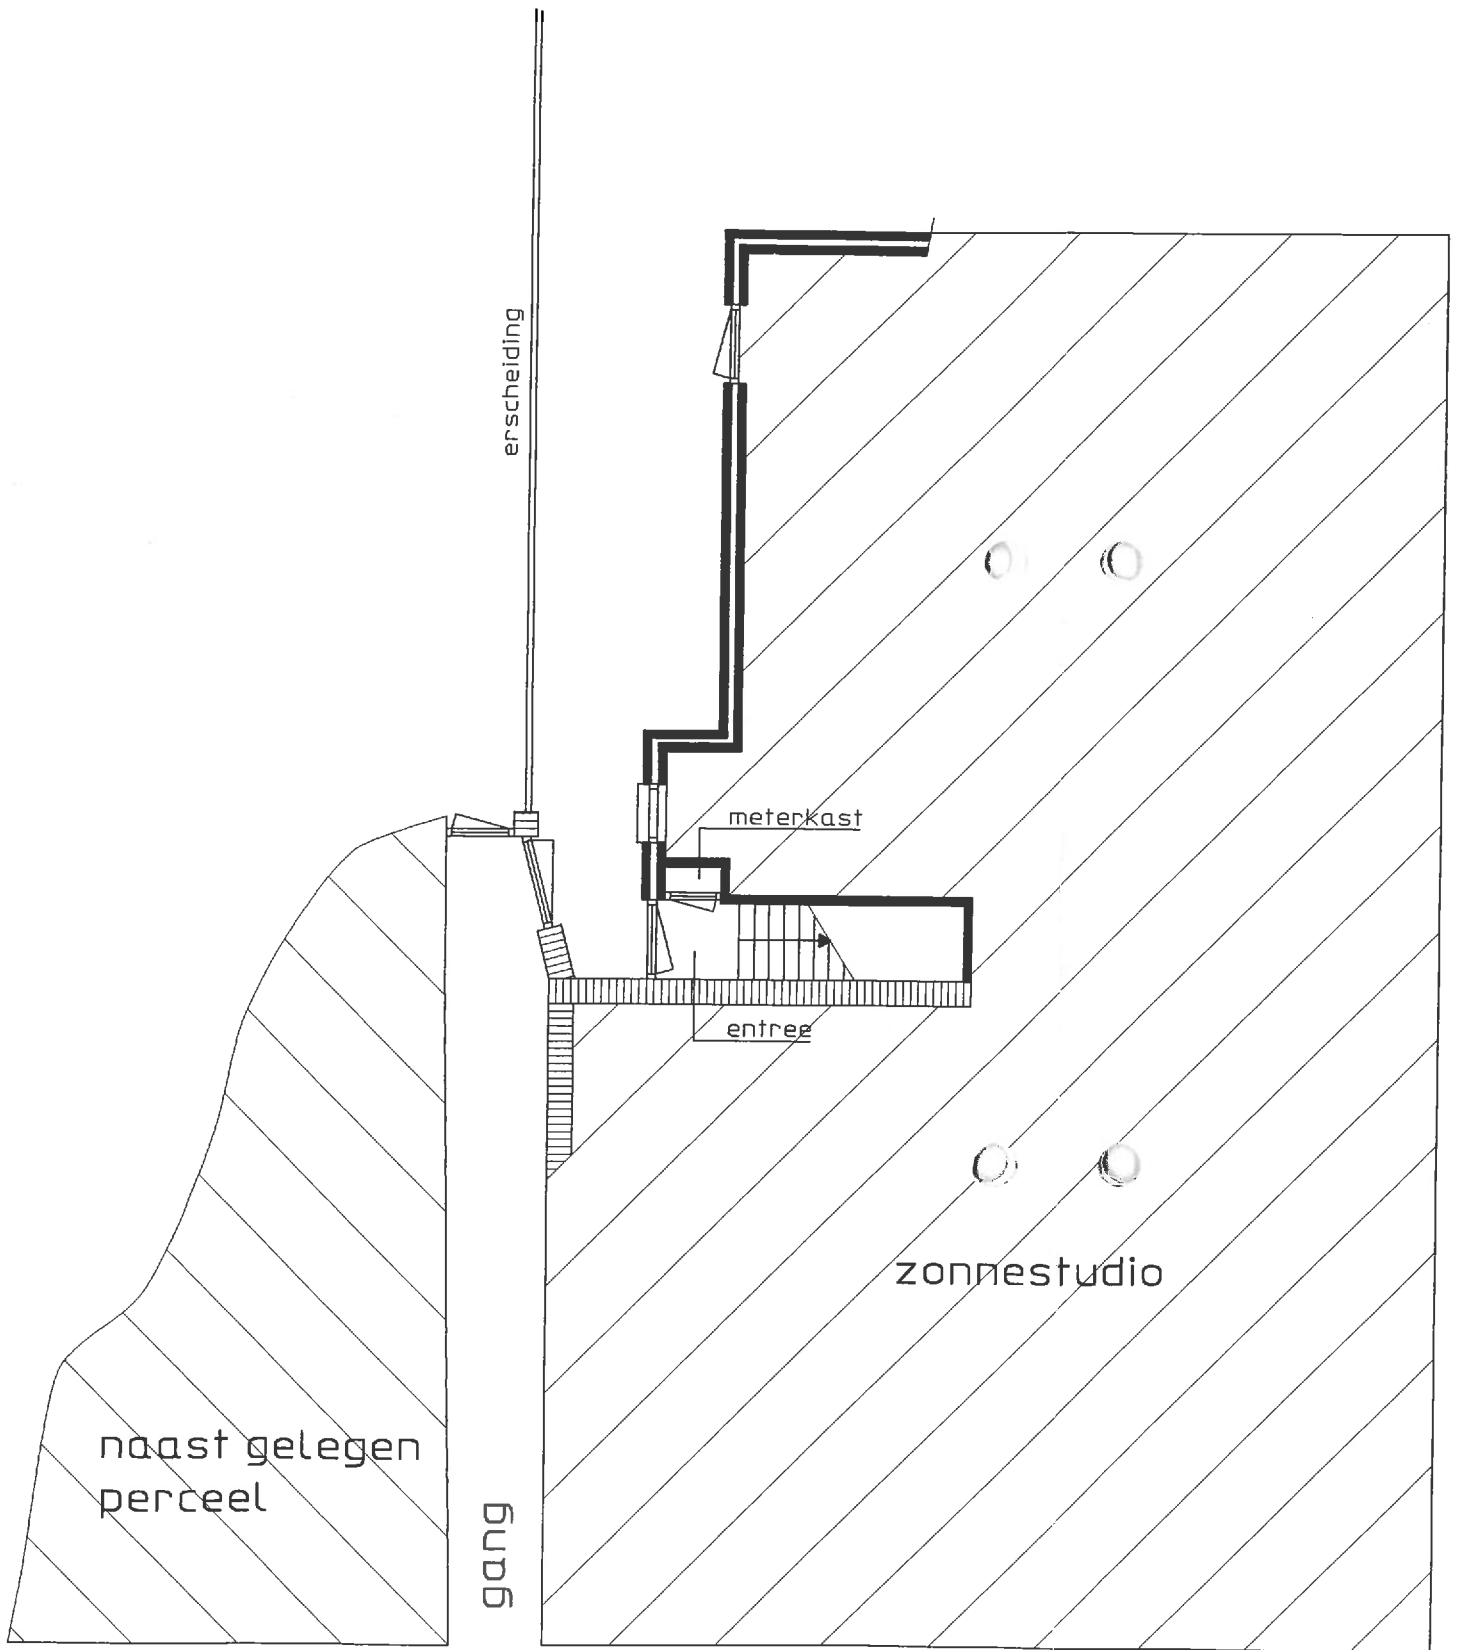 erscheiding
meterkast
entree
zonnestudio
naast gelegen
perceel
gang